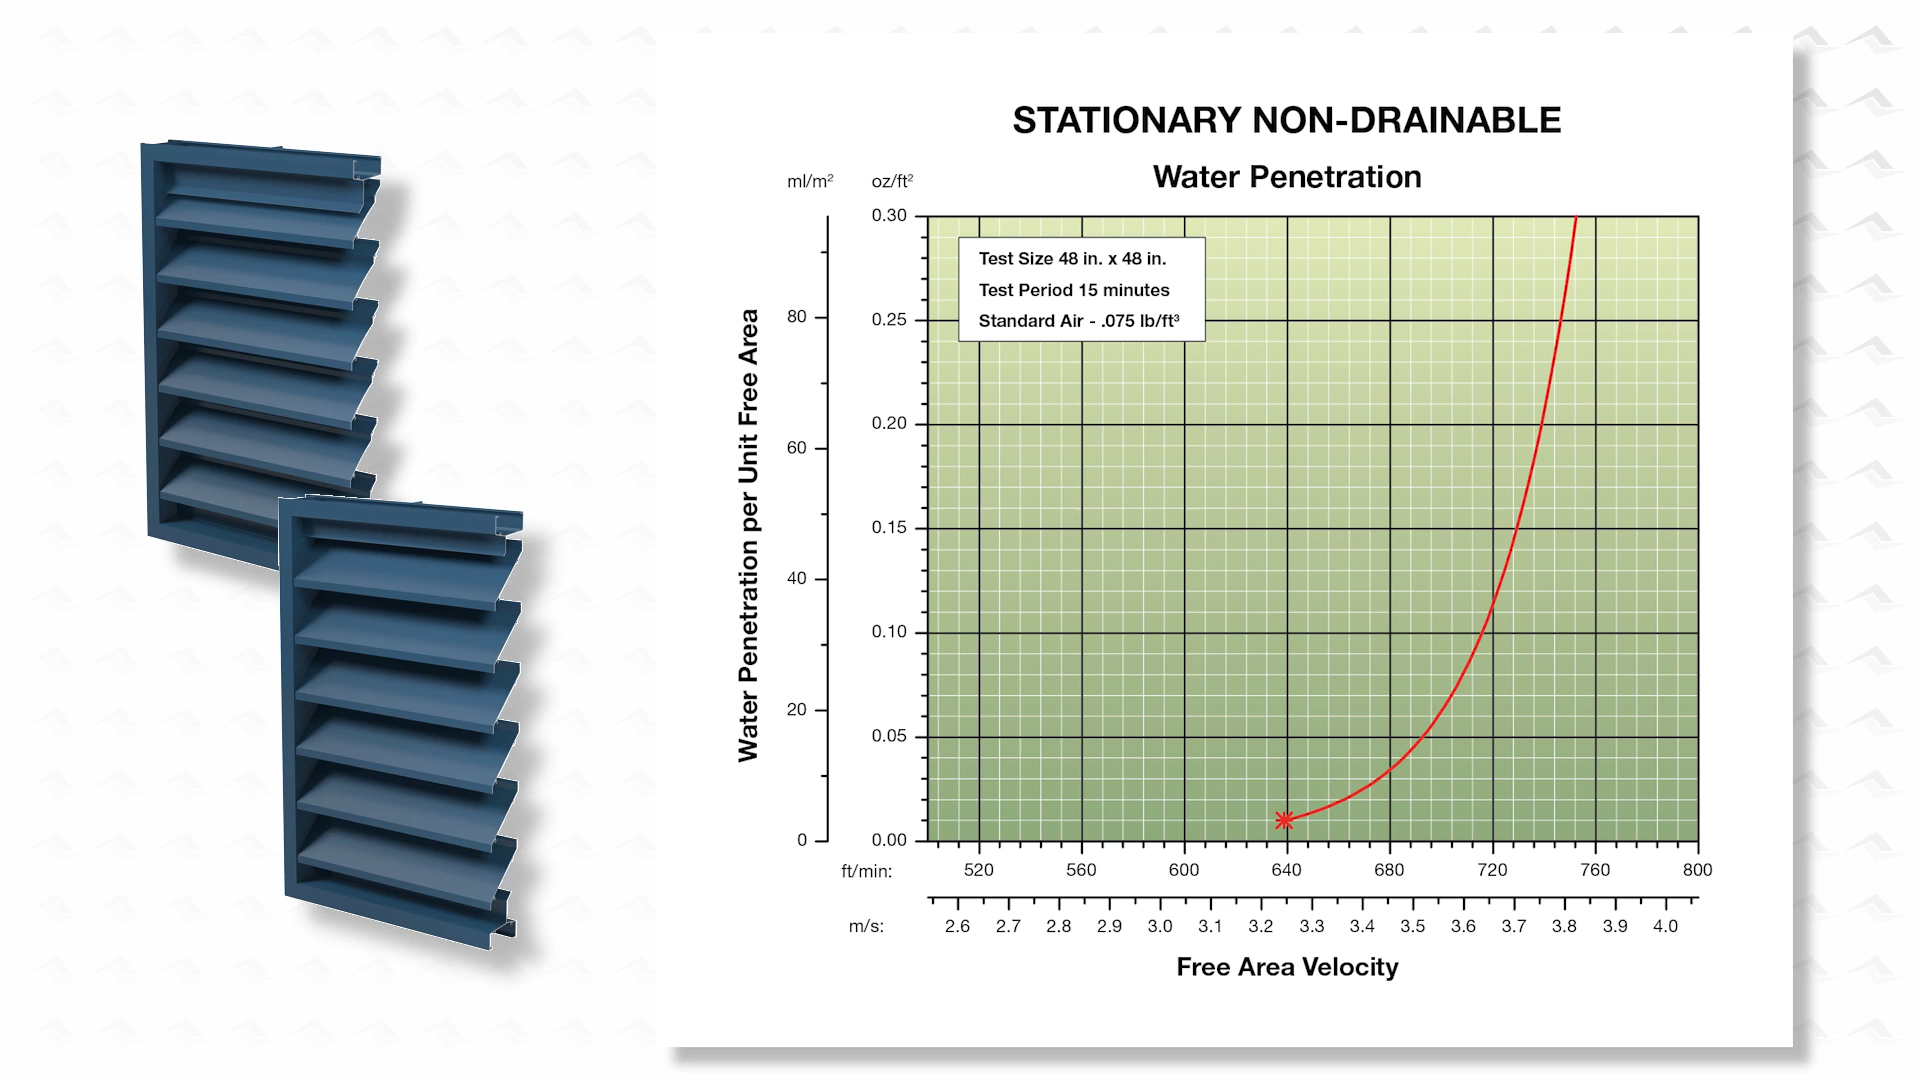 STATIONARY NON-DRAINABLE
Water Penetration
ml/m²
oz/ft²
0.30
0.25
0.20
0.15
0.10
0.05
0.00
80
60
40
20
0
Water Penetration per Unit Free Area
Test Size 48 in. x 48 in.
Test Period 15 minutes
Standard Air - .075 lb/ft³
ft/min: 520 560 600 640 680 720 760 800
m/s: 2.6 2.7 2.8 2.9 3.0 3.1 3.2 3.3 3.4 3.5 3.6 3.7 3.8 3.9 4.0
Free Area Velocity